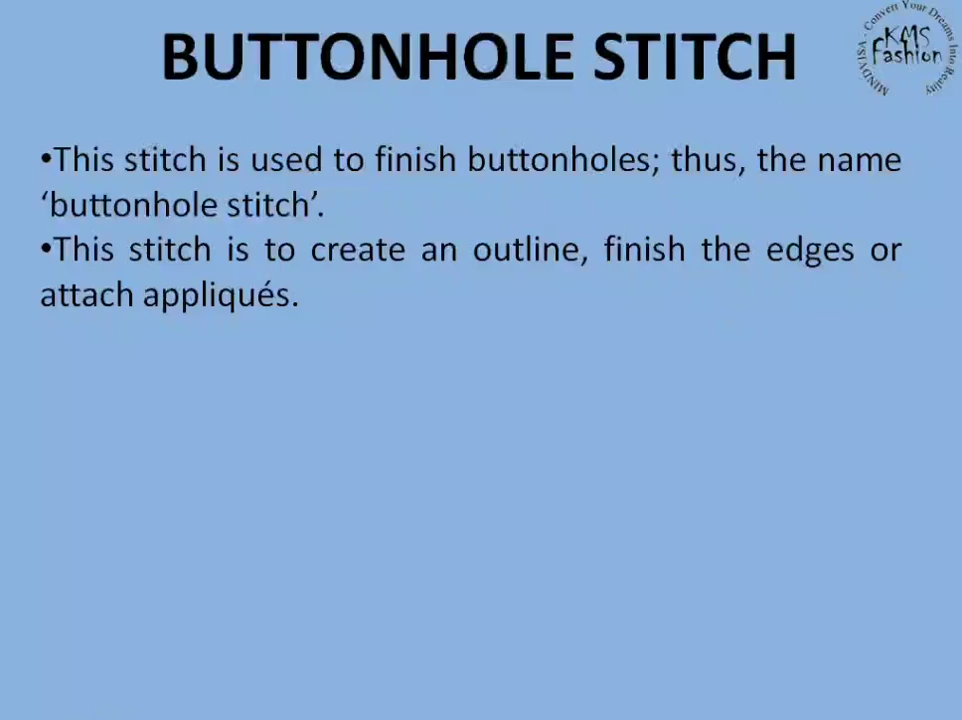 BUTTONHOLE STITCH
MINDVISA - Convert Your Dreams Into Reality
KMS
Fashion
•This stitch is used to finish buttonholes; thus, the name
‘buttonhole stitch’.
•This stitch is to create an outline, finish the edges or
attach appliqués.